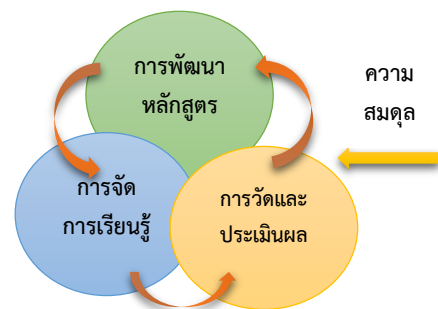 การพัฒนา
หลักสูตร
ความ
สมดุล
การจัด
การเรียนรู้
การวัดและ
ประเมินผล